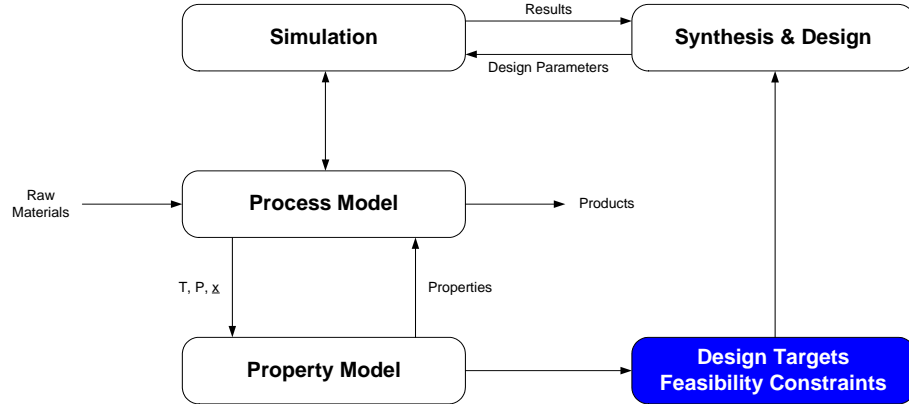 Results
Simulation
Synthesis & Design
Design Parameters
Raw
Materials
Process Model
Products
T, P, x
Properties
Property Model
Design Targets
Feasibility Constraints